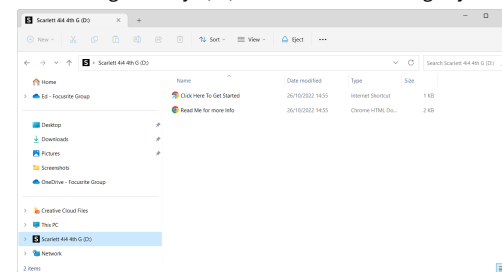 Scarlett 4i4 4th G (D:)
New
Sort
View
Eject
Scarlett 4i4 4th G (D:)
Search Scarlett 4i4 4th G (D:)
Home
Ed - Focusrite Group
Desktop
Downloads
Pictures
Screenshots
OneDrive - Focusrite Group
Creative Cloud Files
This PC
Scarlett 4i4 4th G (D:)
Network
Name Date modified Type Size
Click Here To Get Started 26/10/2022 14:55 Internet Shortcut 1 KB
Read Me for more Info 26/10/2022 14:55 Chrome HTML Do... 2 KB
2 items